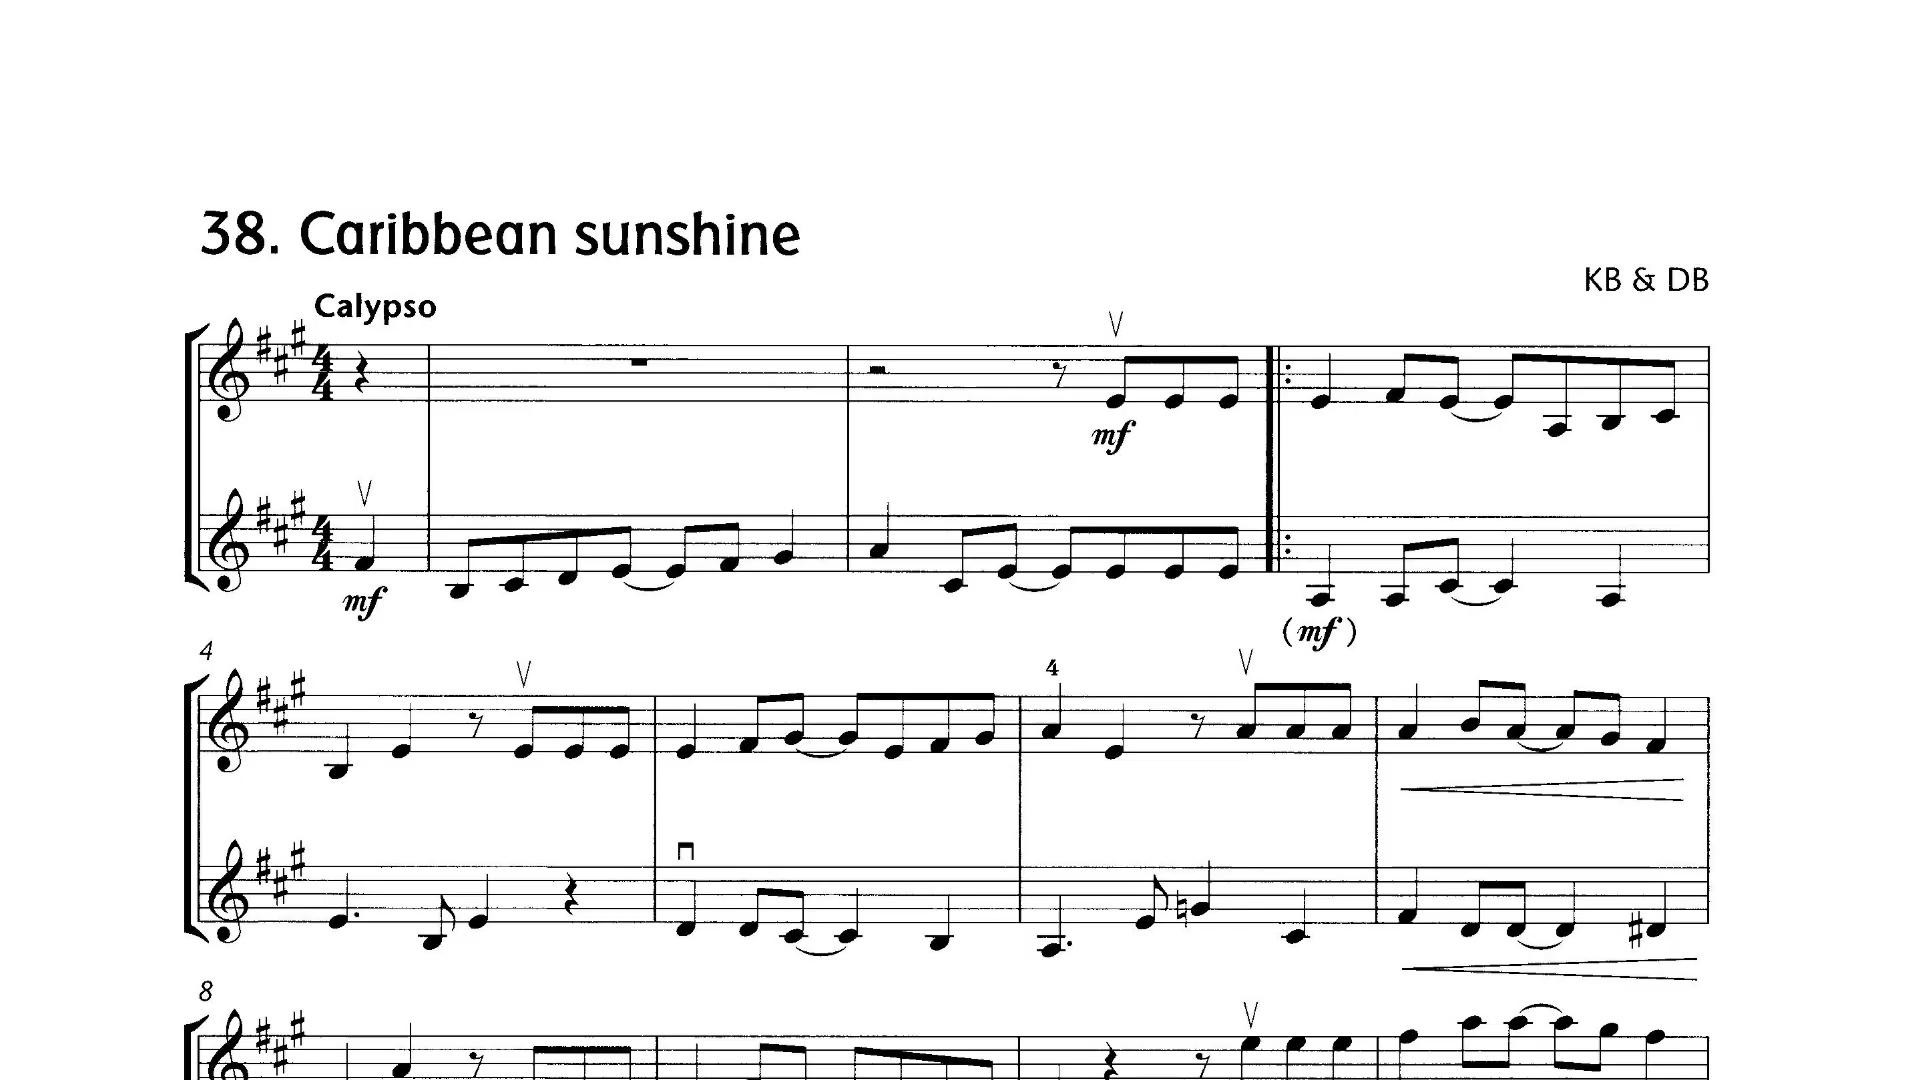 38. Caribbean sunshine
KB & DB
Calypso
mf
mf
(mf)
4
4
8